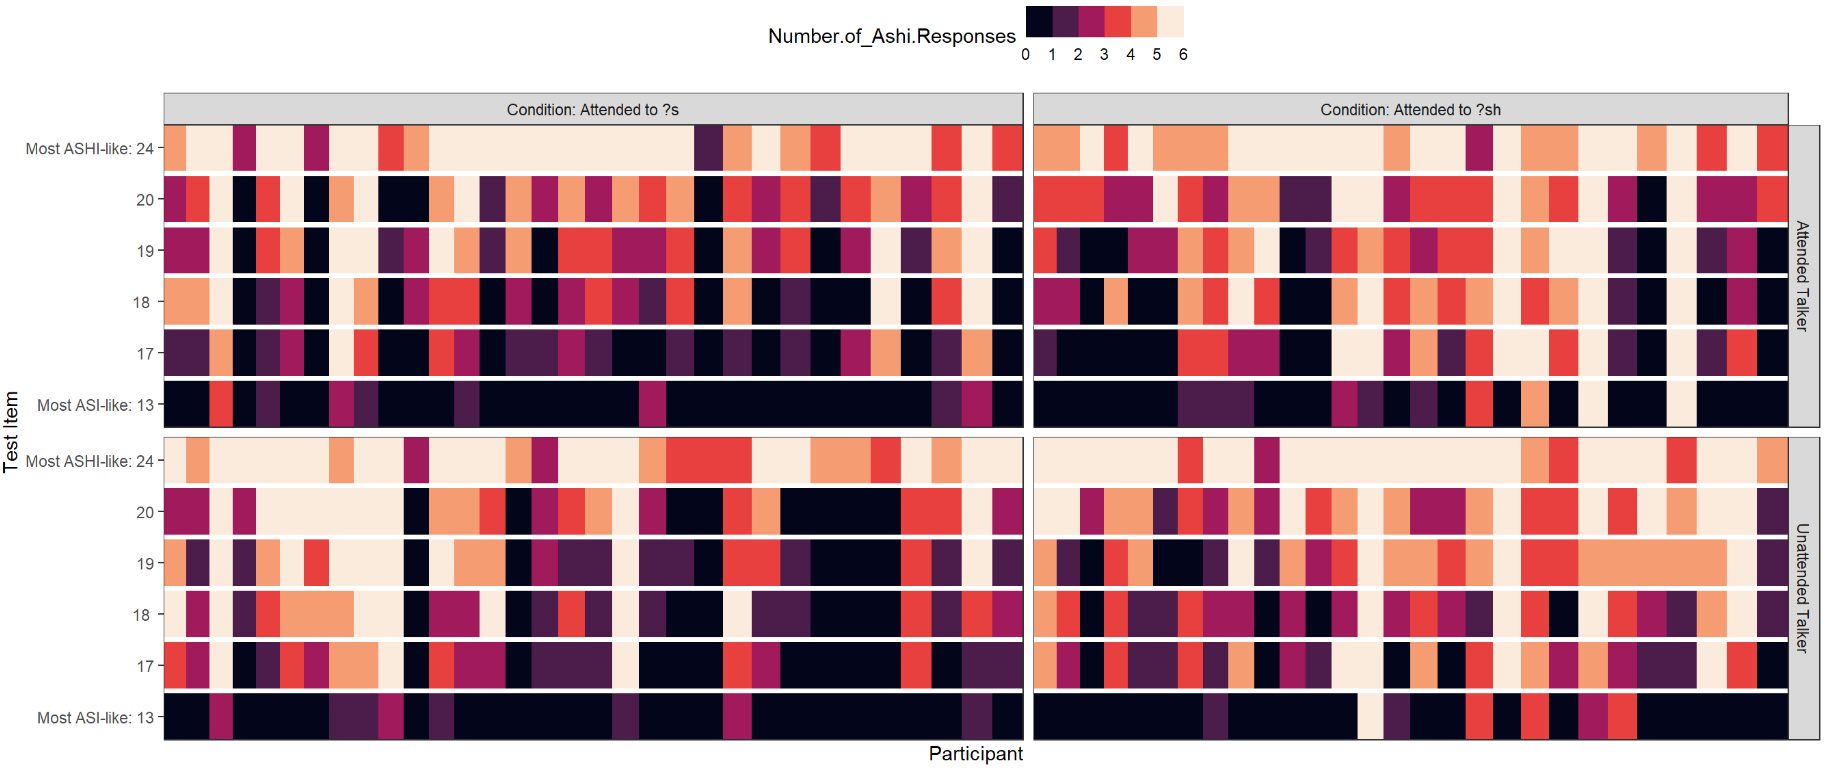 Number.of_Ashi.Responses
0 1 2 3 4 5 6
Condition: Attended to ?s
Condition: Attended to ?sh
Most ASHI-like: 24
20
19
18
17
Most ASI-like: 13
Attended Talker
Most ASHI-like: 24
20
19
18
17
Most ASI-like: 13
Unattended Talker
Test Item
Participant